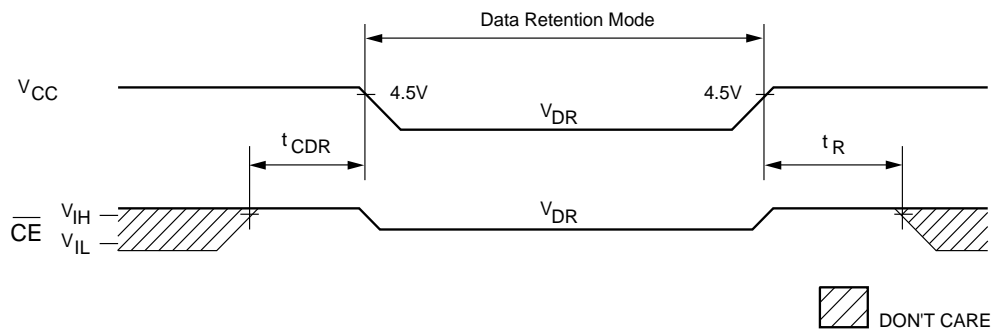 Data Retention Mode
VCC
4.5V
4.5V
VDR
tCDR
tR
VIH
VDR
CE
VIL
DON'T CARE